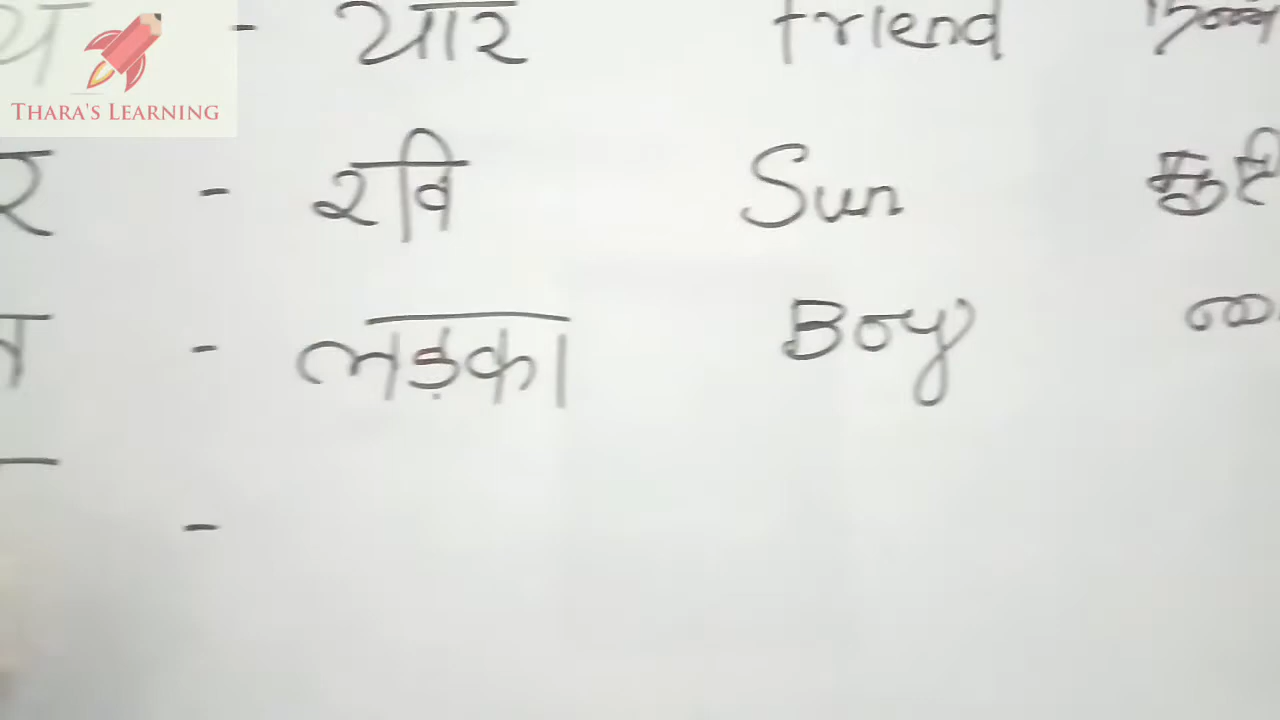 य - यार friend
THARA'S LEARNING
र - रवि Sun
ल - लड़का Boy
-